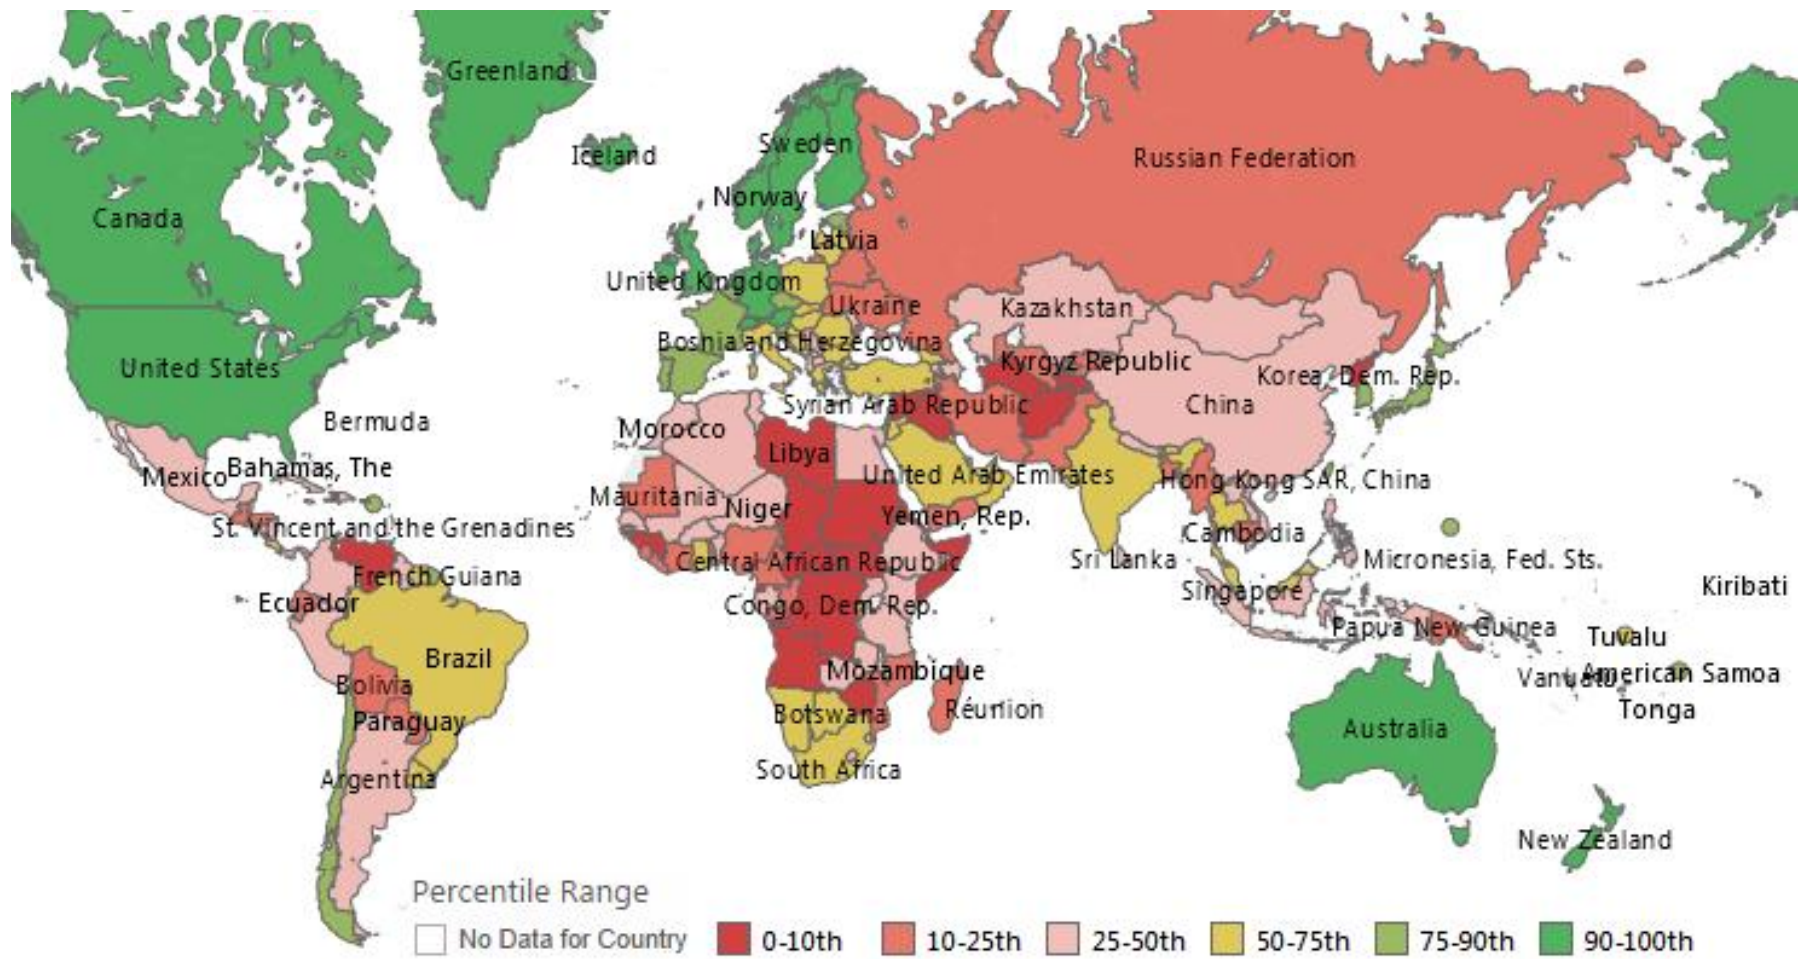 Greenland
Iceland
Sweden
Russian Federation
Norway
Canada
Latvia
United Kingdom
Ukraine
Kazakhstan
Bosnia and Herzegovina
United States
Kyrgyz Republic
Korea, Dem. Rep.
Syrian Arab Republic
China
Bermuda
Morocco
Libya
Mexico
Bahamas, The
United Arab Emirates
Hong Kong SAR, China
Mauritania
Niger
Yemen, Rep.
St. Vincent and the Grenadines
Cambodia
Central African Republic
Sri Lanka
Micronesia, Fed. Sts.
French Guiana
Singapore
Kiribati
Ecuador
Congo, Dem. Rep.
Papua New Guinea
Tuvalu
Brazil
Mozambique
Vanuatu
American Samoa
Bolivia
Botswana
Réunion
Tonga
Paraguay
Australia
South Africa
Argentina
New Zealand
Percentile Range
No Data for Country
0-10th
10-25th
25-50th
50-75th
75-90th
90-100th